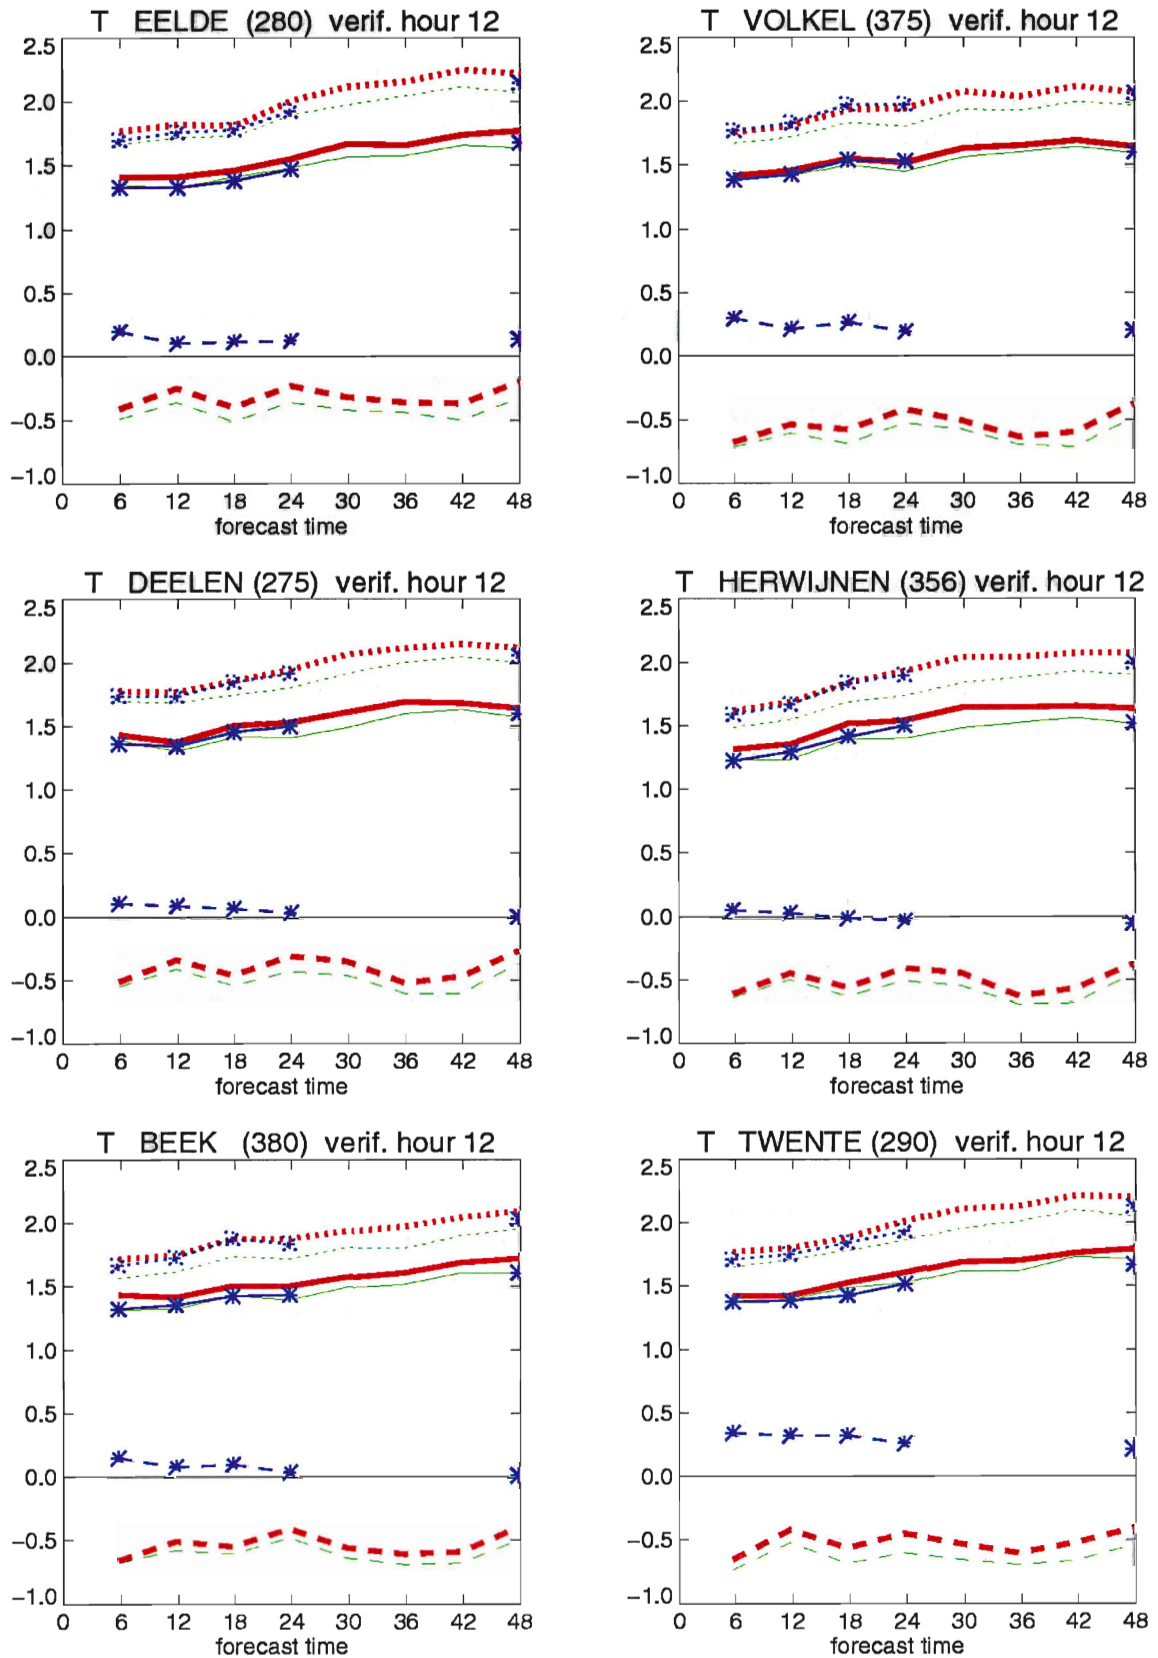 T EELDE (280) verif. hour 12
2.5
2.0
1.5
1.0
0.5
0.0
−0.5
−1.0
0 6 12 18 24 30 36 42 48
forecast time
T VOLKEL (375) verif. hour 12
2.5
2.0
1.5
1.0
0.5
0.0
−0.5
−1.0
0 6 12 18 24 30 36 42 48
forecast time
T DEELEN (275) verif. hour 12
2.5
2.0
1.5
1.0
0.5
0.0
−0.5
−1.0
0 6 12 18 24 30 36 42 48
forecast time
T HERWIJNEN (356) verif. hour 12
2.5
2.0
1.5
1.0
0.5
0.0
−0.5
−1.0
0 6 12 18 24 30 36 42 48
forecast time
T BEEK (380) verif. hour 12
2.5
2.0
1.5
1.0
0.5
0.0
−0.5
−1.0
0 6 12 18 24 30 36 42 48
forecast time
T TWENTE (290) verif. hour 12
2.5
2.0
1.5
1.0
0.5
0.0
−0.5
−1.0
0 6 12 18 24 30 36 42 48
forecast time